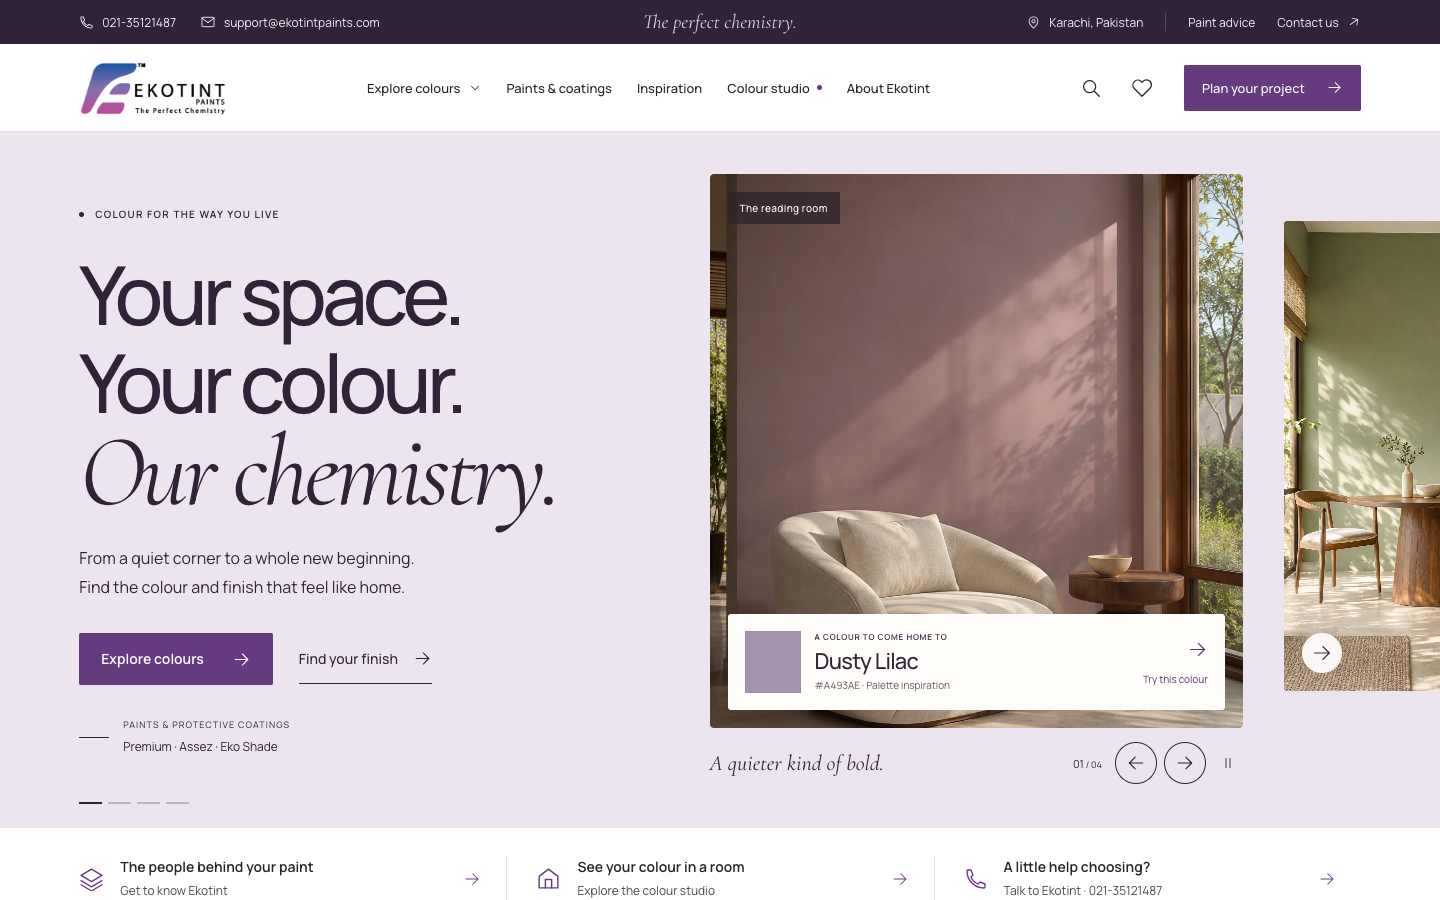 021-35121487
support@ekotintpaints.com
The perfect chemistry.
Karachi, Pakistan
Paint advice
Contact us
EKOTINT™
PAINTS
The Perfect Chemistry
Explore colours
Paints & coatings
Inspiration
Colour studio
About Ekotint
Plan your project
COLOUR FOR THE WAY YOU LIVE
Your space.
Your colour.
Our chemistry.
From a quiet corner to a whole new beginning.
Find the colour and finish that feel like home.
Explore colours
Find your finish
PAINTS & PROTECTIVE COATINGS
Premium · Assez · Eko Shade
The reading room
A COLOUR TO COME HOME TO
Dusty Lilac
#A493AE · Palette inspiration
Try this colour
A quieter kind of bold.
01 / 04
The people behind your paint
Get to know Ekotint
See your colour in a room
Explore the colour studio
A little help choosing?
Talk to Ekotint · 021-35121487